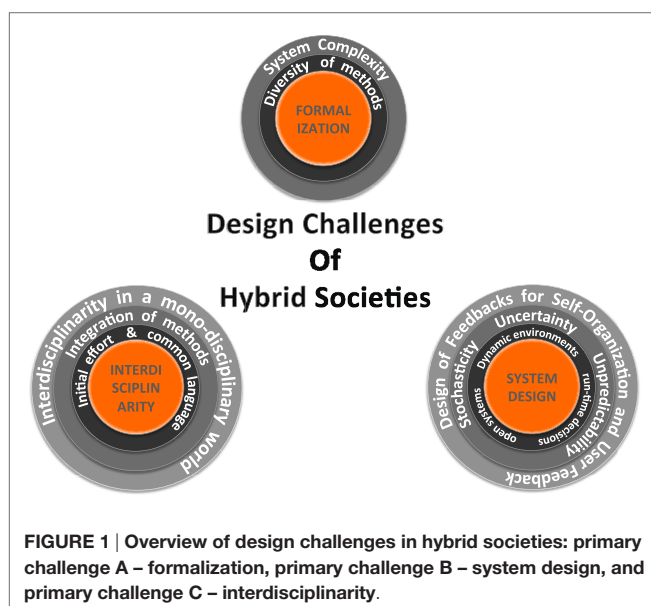 System Complexity
Diversity of methods
FORMAL
IZATION
Design Challenges
Of
Hybrid Societies
Interdisciplinarity in a mono-disciplinary world
Integration of methods
Initial effort & common language
INTERDI
SCIPLIN
ARITY
Design of Feedbacks for Self-Organization and User Feedback
Stochasticity Uncertainty Unpredictability
open systems Dynamic environments run-time decisions
SYSTEM
DESIGN
FIGURE 1 | Overview of design challenges in hybrid societies: primary
challenge A – formalization, primary challenge B – system design, and
primary challenge C – interdisciplinarity.